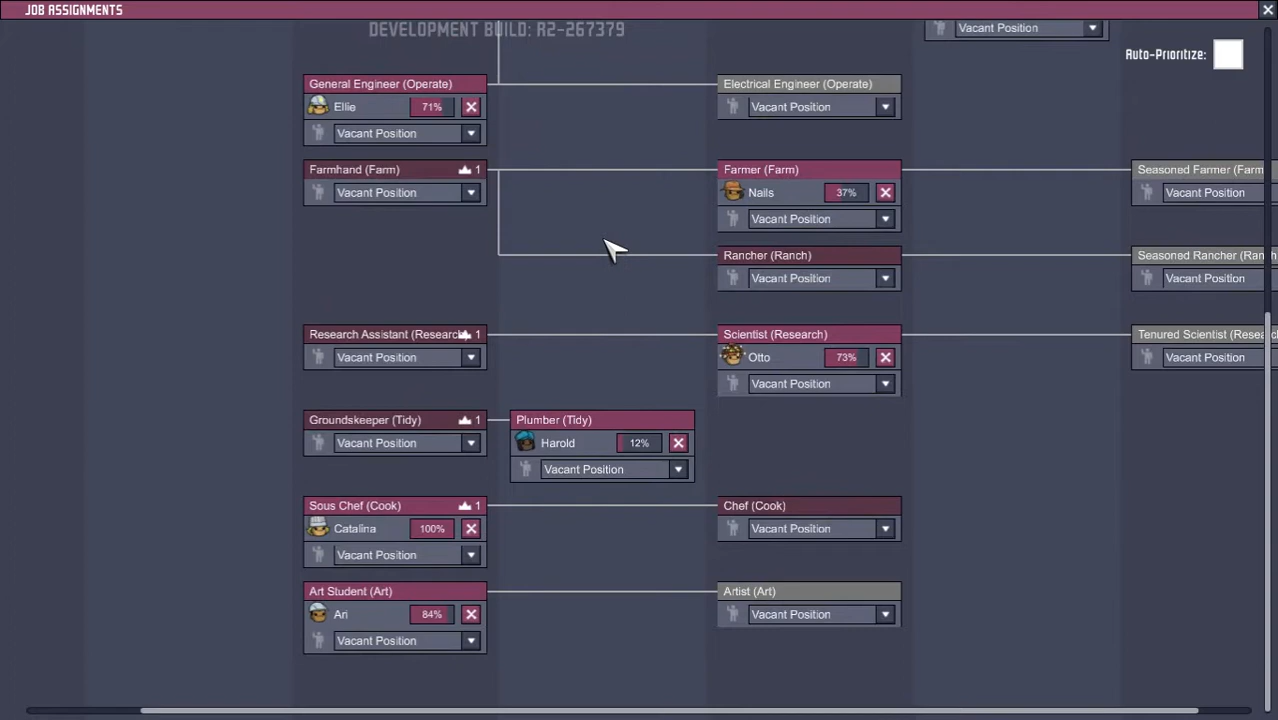 JOB ASSIGNMENTS
DEVELOPMENT BUILD: R2-267379
Vacant Position
Auto-Prioritize:
General Engineer (Operate)
Electrical Engineer (Operate)
Ellie 71%
Vacant Position
Vacant Position
Farmhand (Farm) 1
Farmer (Farm)
Seasoned Farmer (Farm
Vacant Position
Nails 37%
Vacant Position
Vacant Position
Rancher (Ranch)
Seasoned Rancher (Ranch
Vacant Position
Vacant Position
Research Assistant (Research 1
Scientist (Research)
Tenured Scientist (Resear
Vacant Position
Otto 73%
Vacant Position
Vacant Position
Groundskeeper (Tidy) 1
Plumber (Tidy)
Vacant Position
Harold 12%
Vacant Position
Sous Chef (Cook) 1
Chef (Cook)
Catalina 100%
Vacant Position
Vacant Position
Art Student (Art)
Artist (Art)
Ari 84%
Vacant Position
Vacant Position